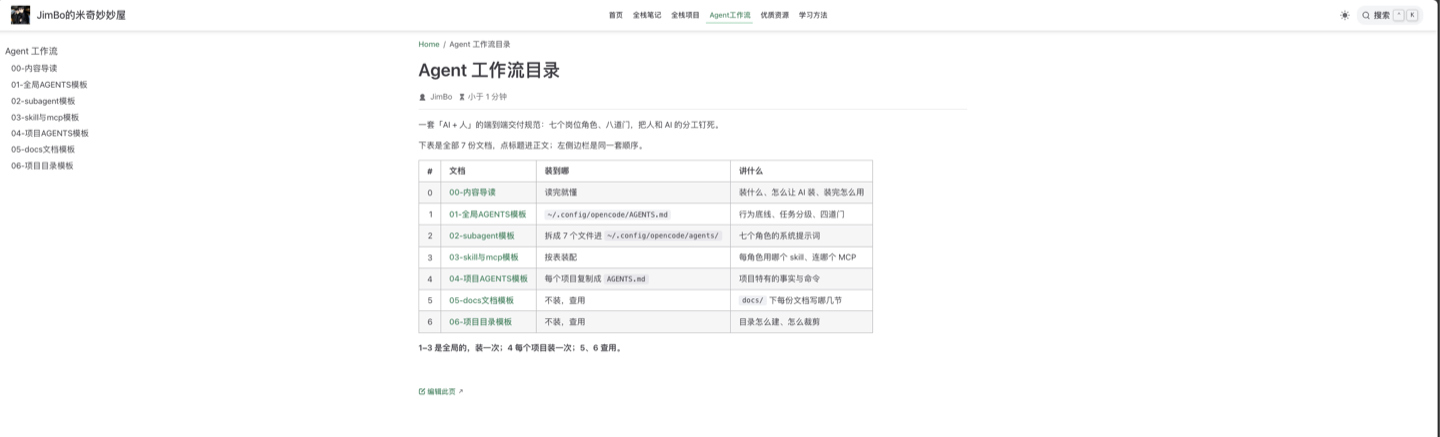 JimBo的米奇妙妙屋
首页 全栈笔记 全栈项目 Agent工作流 优质资源 学习方法
搜索 ⌃ K
Agent 工作流
00-内容导读
01-全局AGENTS模板
02-subagent模板
03-skill与mcp模板
04-项目AGENTS模板
05-docs文档模板
06-项目目录模板
Home / Agent 工作流目录
Agent 工作流目录
JimBo 小于 1 分钟
一套「AI + 人」的端到端交付规范：七个岗位角色、八道门，把人和 AI 的分工钉死。
下表是全部 7 份文档，点标题进正文；左侧边栏是同一套顺序。
# 文档 装到哪 讲什么
0 00-内容导读 读完就懂 装什么、怎么让 AI 装、装完怎么用
1 01-全局AGENTS模板 ~/.config/opencode/AGENTS.md 行为底线、任务分级、四道门
2 02-subagent模板 拆成 7 个文件进 ~/.config/opencode/agents/ 七个角色的系统提示词
3 03-skill与mcp模板 按表装配 每角色用哪个 skill、连哪个 MCP
4 04-项目AGENTS模板 每个项目复制成 AGENTS.md 项目特有的事实与命令
5 05-docs文档模板 不装，查用 docs/ 下每份文档写哪几节
6 06-项目目录模板 不装，查用 目录怎么建、怎么裁剪
1–3 是全局的，装一次；4 每个项目装一次；5、6 查用。
编辑此页 ↗